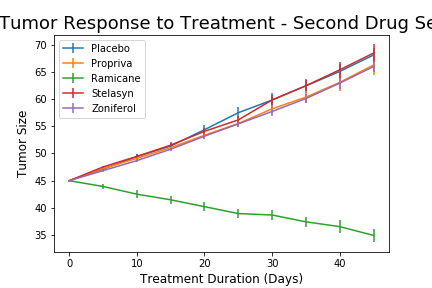 Tumor Response to Treatment - Second Drug Se
70
65
60
55
50
45
40
35
Tumor Size
Placebo
Propriva
Ramicane
Stelasyn
Zoniferol
0 10 20 30 40
Treatment Duration (Days)